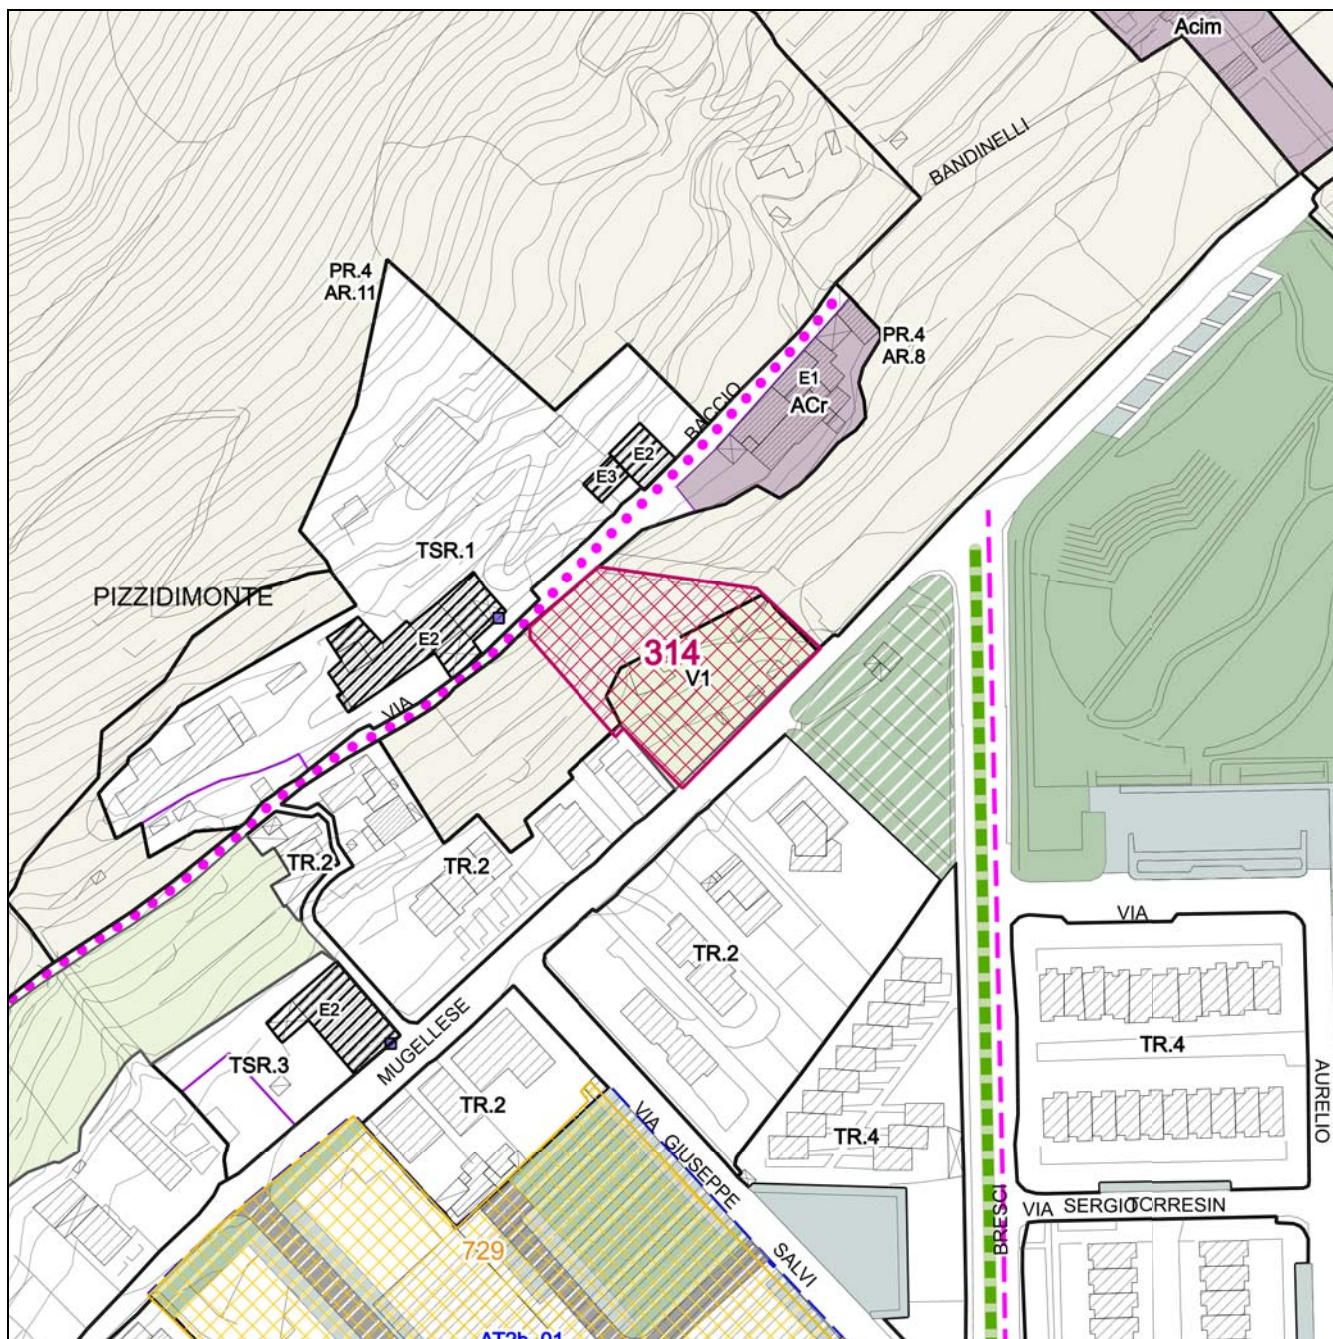 Acim
BANDINELLI
PR.4
AR.11
PR.4
AR.8
E1
ACr
BACCIO
E2
E3
TSR.1
PIZZIDIMONTE
E2
314
V1
VIA
TR.2
TR.2
VIA
TR.2
E2
TSR.3
MUGELLESE
TR.4
TR.2
VIA GIUSEPPE
TR.4
AURELIO
BRESCI
VIA SERGIO TORRESIN
729
SALVI
AT2b_01